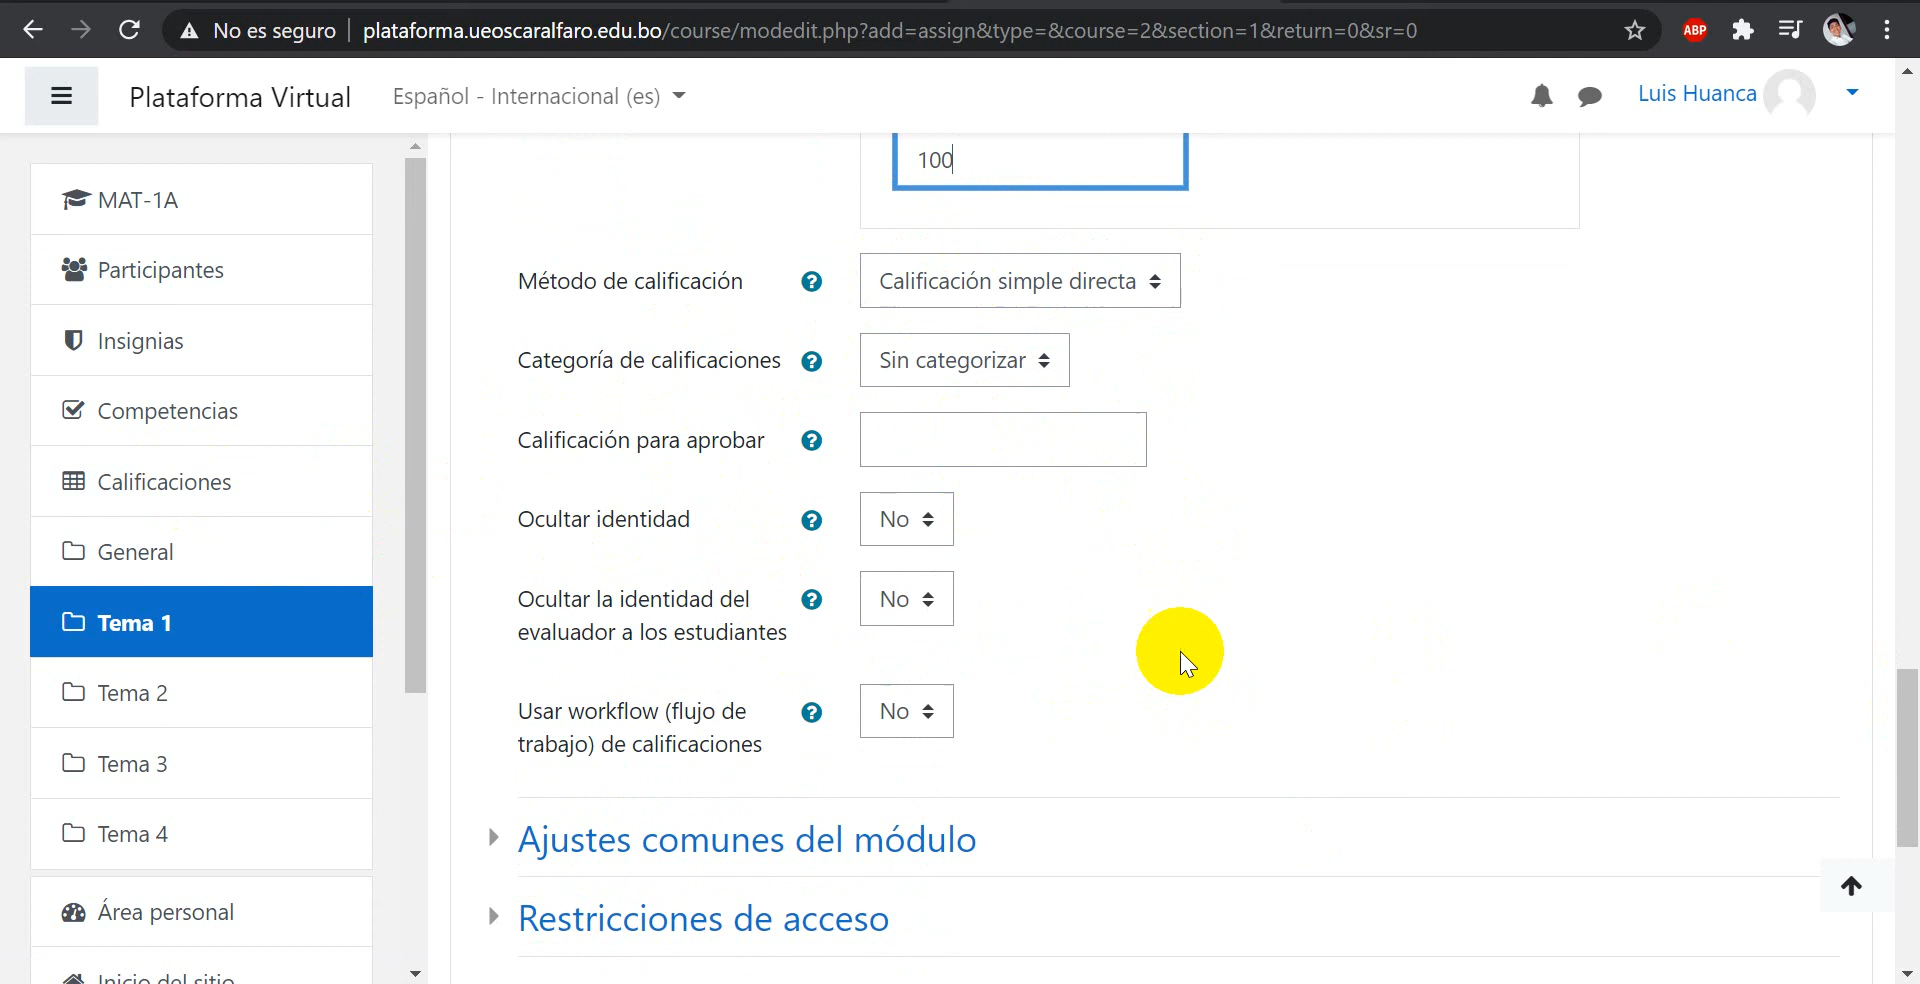 No es seguro
plataforma.ueoscaralfaro.edu.bo/course/modedit.php?add=assign&type=&course=2&section=1&return=0&sr=0
ABP
Plataforma Virtual
Español - Internacional (es)
Luis Huanca
MAT-1A
Participantes
Insignias
Competencias
Calificaciones
General
Tema 1
Tema 2
Tema 3
Tema 4
Área personal
Inicio del sitio
100
Método de calificación
Calificación simple directa
Categoría de calificaciones
Sin categorizar
Calificación para aprobar
Ocultar identidad
No
Ocultar la identidad del
evaluador a los estudiantes
No
Usar workflow (flujo de
trabajo) de calificaciones
No
Ajustes comunes del módulo
Restricciones de acceso